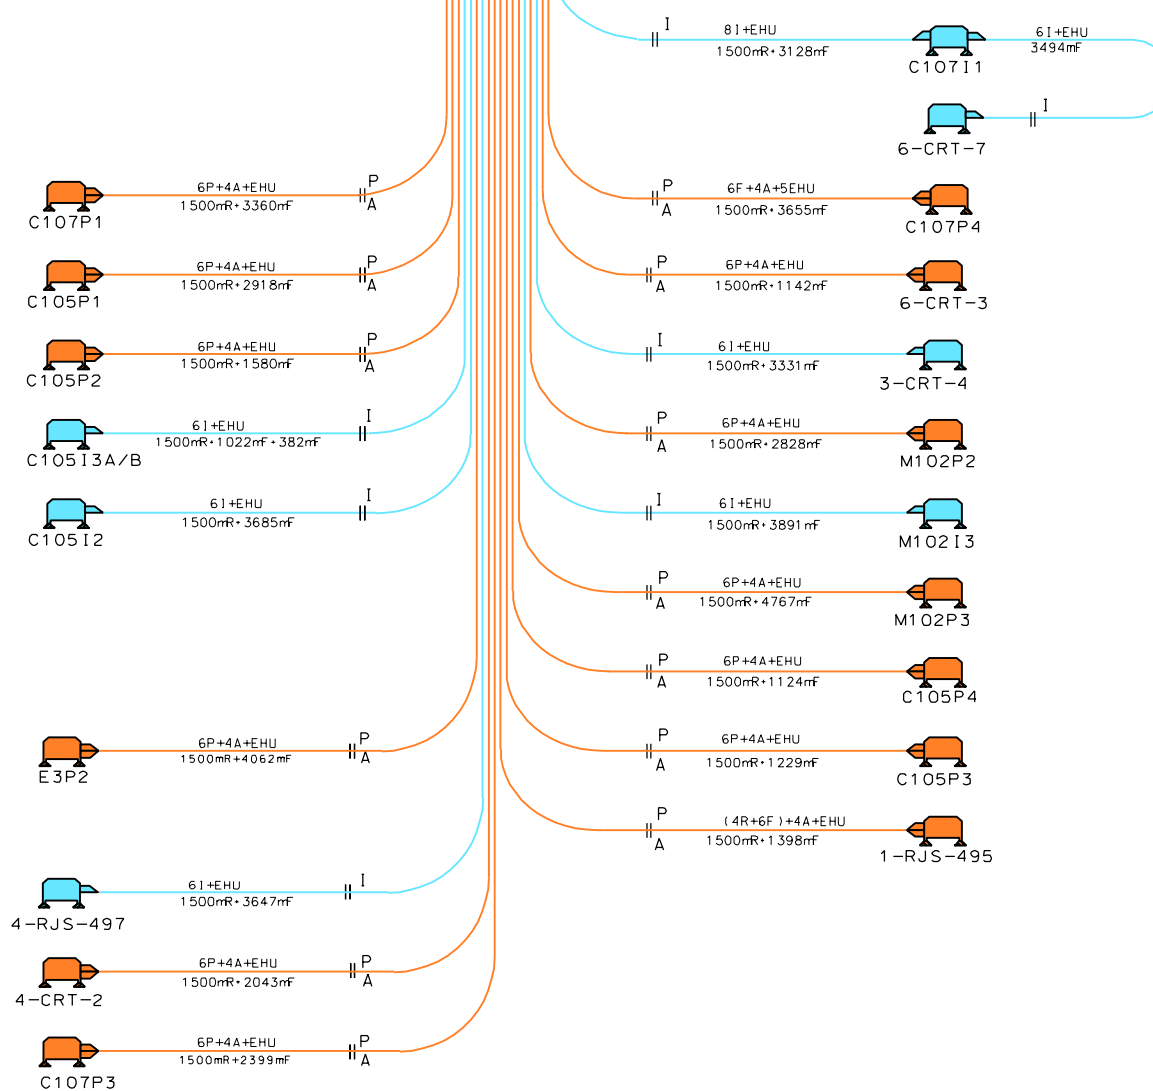 I
8I+EHU
1500mR+3128mF
C107I1
6I+EHU
3494mF
6-CRT-7
I
6P+4A+EHU
1500mR+3360mF
P
A
C107P1
P
A
6F+4A+5EHU
1500mR+3655mF
C107P4
6P+4A+EHU
1500mR+2918mF
P
A
C105P1
P
A
6P+4A+EHU
1500mR+1142mF
6-CRT-3
6P+4A+EHU
1500mR+1580mF
P
A
C105P2
I
6I+EHU
1500mR+3331mF
3-CRT-4
6I+EHU
1500mR+1022mF+382mF
I
C105I3A/B
P
A
6P+4A+EHU
1500mR+2828mF
M102P2
6I+EHU
1500mR+3685mF
I
C105I2
I
6I+EHU
1500mR+3891mF
M102I3
P
A
6P+4A+EHU
1500mR+4767mF
M102P3
P
A
6P+4A+EHU
1500mR+1124mF
C105P4
6P+4A+EHU
1500mR+4062mF
P
A
E3P2
P
A
6P+4A+EHU
1500mR+1229mF
C105P3
P
A
(4R+6F)+4A+EHU
1500mR+1398mF
1-RJS-495
6I+EHU
1500mR+3647mF
I
4-RJS-497
6P+4A+EHU
1500mR+2043mF
P
A
4-CRT-2
6P+4A+EHU
1500mR+2399mF
P
A
C107P3